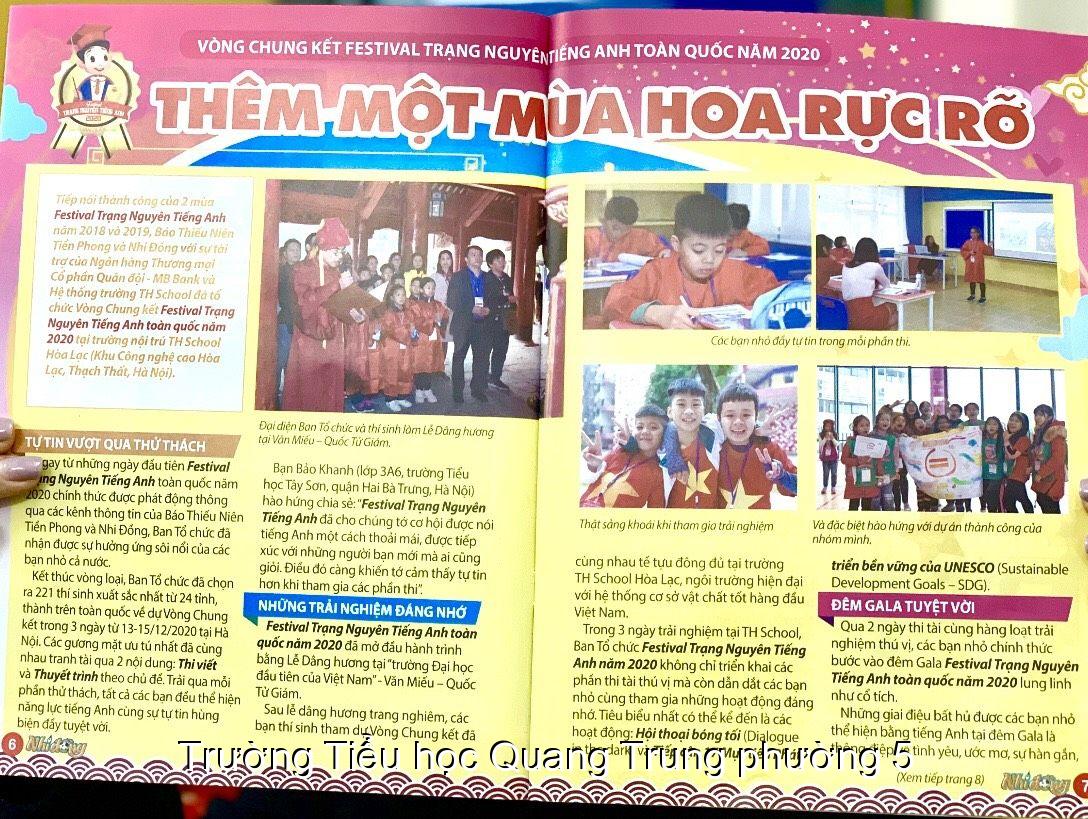 VÒNG CHUNG KẾT FESTIVAL TRẠNG NGUYÊN TIẾNG ANH TOÀN QUỐC NĂM 2020
THÊM MỘT MÙA HOA RỰC RỠ
Festival
TRẠNG NGUYÊN TIẾNG ANH
2020
Tiếp nối thành công của 2 mùa
Festival Trạng Nguyên Tiếng Anh
năm 2018 và 2019, Báo Thiếu Niên
Tiền Phong và Nhi Đồng với sự tài
trợ của Ngân hàng Thương mại
Cổ phần Quân đội - MB Bank và
Hệ thống trường TH School đã tổ
chức Vòng Chung kết Festival Trạng
Nguyên Tiếng Anh toàn quốc năm
2020 tại trường nội trú TH School
Hòa Lạc (Khu Công nghệ cao Hòa
Lạc, Thạch Thất, Hà Nội).
TỰ TIN VƯỢT QUA THỬ THÁCH
gay từ những ngày đầu tiên Festival
Nguyên Tiếng Anh toàn quốc năm
2020 chính thức được phát động thông
qua các kênh thông tin của Báo Thiếu Niên
Tiền Phong và Nhi Đồng, Ban Tổ chức đã
nhận được sự hưởng ứng sôi nổi của các
bạn nhỏ cả nước.
Kết thúc vòng loại, Ban Tổ chức đã chọn
ra 221 thí sinh xuất sắc nhất từ 24 tỉnh,
thành trên toàn quốc về dự Vòng Chung
kết trong 3 ngày từ 13-15/12/2020 tại Hà
Nội. Các gương mặt ưu tú nhất đã cùng
nhau tranh tài qua 2 nội dung: Thi viết
và Thuyết trình theo chủ đề. Trải qua mỗi
phần thử thách, tất cả các bạn đều thể hiện
năng lực tiếng Anh cùng sự tự tin hùng
biện đầy tuyệt vời.
Đại diện Ban Tổ chức và thí sinh làm Lễ Dâng hương
tại Văn Miếu – Quốc Tử Giám.
Bạn Bảo Khanh (lớp 3A6, trường Tiểu
học Tây Sơn, quận Hai Bà Trưng, Hà Nội)
hào hứng chia sẻ: "Festival Trạng Nguyên
Tiếng Anh đã cho chúng tớ cơ hội được nói
tiếng Anh một cách thoải mái, được tiếp
xúc với những người bạn mới mà ai cũng
giỏi. Điều đó càng khiến tớ cảm thấy tự tin
hơn khi tham gia các phần thi".
NHỮNG TRẢI NGHIỆM ĐÁNG NHỚ
Festival Trạng Nguyên Tiếng Anh toàn
quốc năm 2020 đã mở đầu hành trình
bằng Lễ Dâng hương tại "trường Đại học
đầu tiên của Việt Nam" - Văn Miếu – Quốc
Tử Giám.
Sau lễ dâng hương trang nghiêm, các
bạn thí sinh tham dự Vòng Chung kết đã
6 Nhi đồng
Các bạn nhỏ đầy tự tin trong mỗi phần thi.
Thật sảng khoái khi tham gia trải nghiệm
Và đặc biệt hào hứng với dự án thành công của
nhóm mình.
cùng nhau tề tựu đông đủ tại trường
TH School Hòa Lạc, ngôi trường hiện đại
với hệ thống cơ sở vật chất tốt hàng đầu
Việt Nam.
Trong 3 ngày trải nghiệm tại TH School,
Ban Tổ chức Festival Trạng Nguyên Tiếng
Anh năm 2020 không chỉ triển khai các
phần thi tài thú vị mà còn dẫn dắt các bạn
nhỏ cùng tham gia những hoạt động đáng
nhớ. Tiêu biểu nhất có thể kể đến là các
hoạt động: Hội thoại bóng tối (Dialogue
triển bền vững của UNESCO (Sustainable
Development Goals – SDG).
ĐÊM GALA TUYỆT VỜI
Qua 2 ngày thi tài cùng hàng loạt trải
nghiệm thú vị, các bạn nhỏ chính thức
bước vào đêm Gala Festival Trạng Nguyên
Tiếng Anh toàn quốc năm 2020 lung linh
như cổ tích.
Những giai điệu bất hủ được các bạn nhỏ
thể hiện bằng tiếng Anh tại đêm Gala là
tình yêu, ước mơ, sự hàn gắn,
(Xem tiếp trang 8) Nhi đồng 7
Trường Tiểu học Quang Trung phường 5